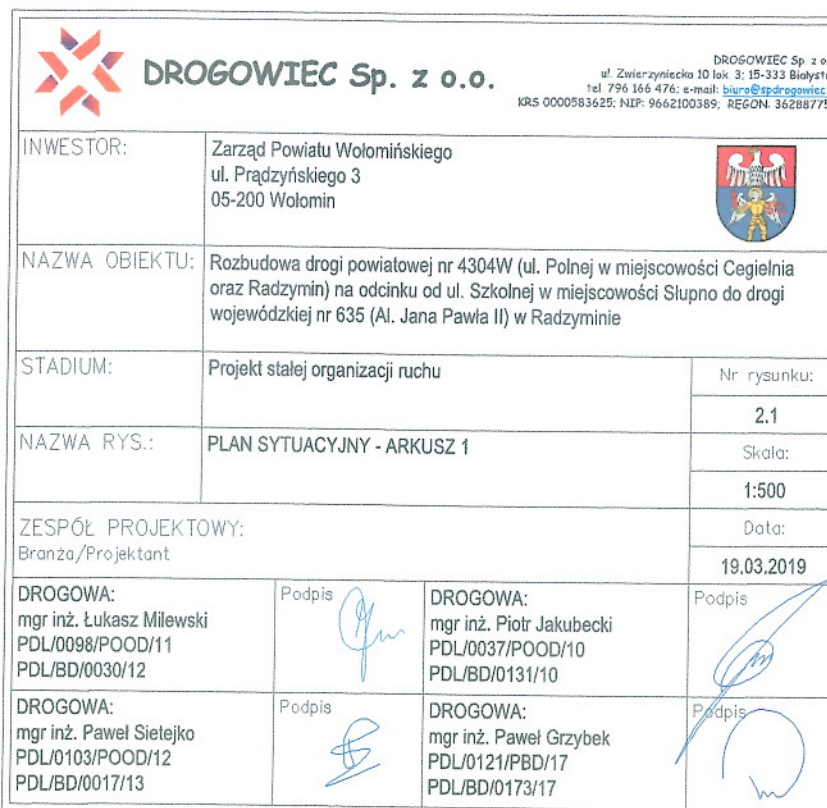 DROGOWIEC Sp. z o.o.
DROGOWIEC Sp. z o
ul. Zwierzyniecka 10 lok. 3; 15-333 Białyst
tel. 796 166 476; e-mail: biuro@spdrogowiec.
KRS 0000583625; NIP: 9662100389; REGON: 36288775
INWESTOR:
Zarząd Powiatu Wołomińskiego
ul. Prądzyńskiego 3
05-200 Wołomin
NAZWA OBIEKTU:
Rozbudowa drogi powiatowej nr 4304W (ul. Polnej w miejscowości Cegielnia
oraz Radzymin) na odcinku od ul. Szkolnej w miejscowości Słupno do drogi
wojewódzkiej nr 635 (Al. Jana Pawła II) w Radzyminie
STADIUM:
Projekt stałej organizacji ruchu
Nr rysunku:
2.1
NAZWA RYS.:
PLAN SYTUACYJNY - ARKUSZ 1
Skala:
1:500
ZESPÓŁ PROJEKTOWY:
Branża/Projektant
Data:
19.03.2019
DROGOWA:
mgr inż. Łukasz Milewski
PDL/0098/POOD/11
PDL/BD/0030/12
Podpis
DROGOWA:
mgr inż. Piotr Jakubecki
PDL/0037/POOD/10
PDL/BD/0131/10
Podpis
DROGOWA:
mgr inż. Paweł Sietejko
PDL/0103/POOD/12
PDL/BD/0017/13
Podpis
DROGOWA:
mgr inż. Paweł Grzybek
PDL/0121/PBD/17
PDL/BD/0173/17
Podpis